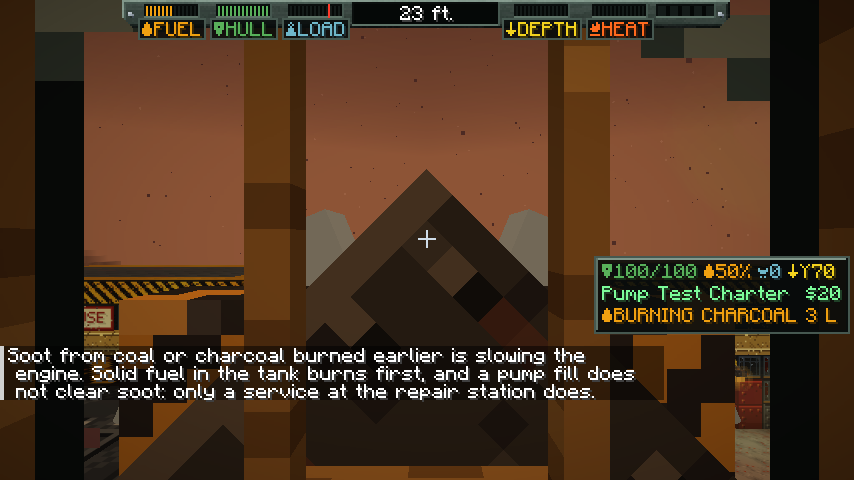 23 ft.
FUEL HULL LOAD DEPTH HEAT
100/100 50% 0 Y70
Pump Test Charter $20
BURNING CHARCOAL 3 L
Soot from coal or charcoal burned earlier is slowing the
engine. Solid fuel in the tank burns first, and a pump fill does
not clear soot: only a service at the repair station does.